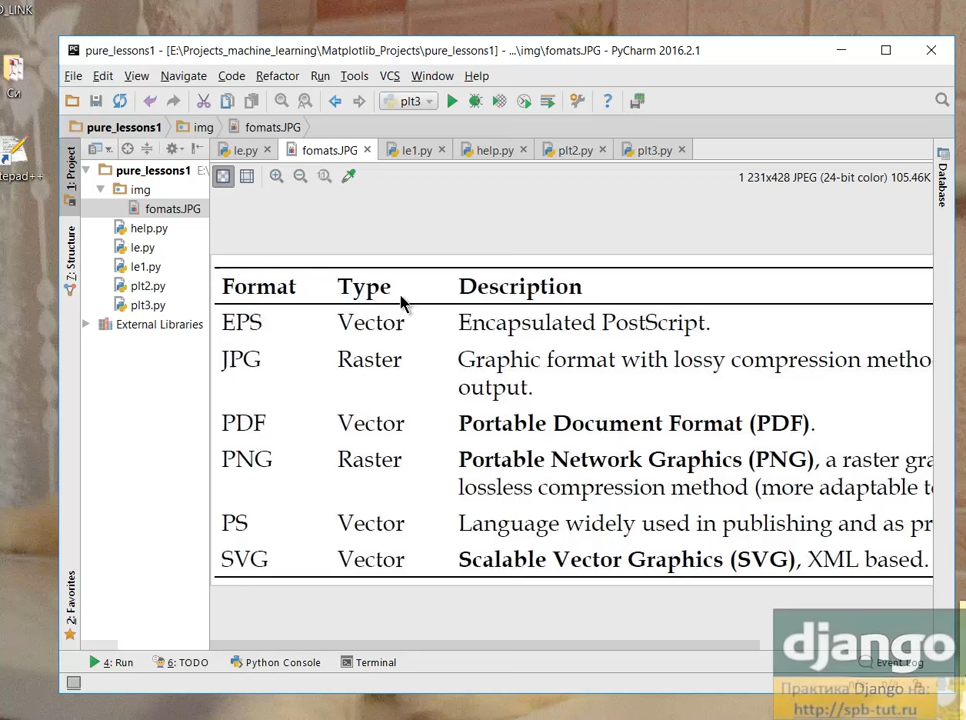 D_LINK
Си
tepad++
pure_lessons1 - [E:\Projects_machine_learning\Matplotlib_Projects\pure_lessons1] - ...\img\fomats.JPG - PyCharm 2016.2.1
File Edit View Navigate Code Refactor Run Tools VCS Window Help
plt3
pure_lessons1 img fomats.JPG
le.py fomats.JPG le1.py help.py plt2.py plt3.py
1: Project
2: Structure
2: Favorites
Database
pure_lessons1 E:\
img
fomats.JPG
help.py
le.py
le1.py
plt2.py
plt3.py
External Libraries
1 231x428 JPEG (24-bit color) 105.46K
Format Type Description
EPS Vector Encapsulated PostScript.
JPG Raster Graphic format with lossy compression metho
output.
PDF Vector Portable Document Format (PDF).
PNG Raster Portable Network Graphics (PNG), a raster gra
lossless compression method (more adaptable t
PS Vector Language widely used in publishing and as pr
SVG Vector Scalable Vector Graphics (SVG), XML based.
4: Run 6: TODO Python Console Terminal
Event Log
django
Практика Django на:
http://spb-tut.ru